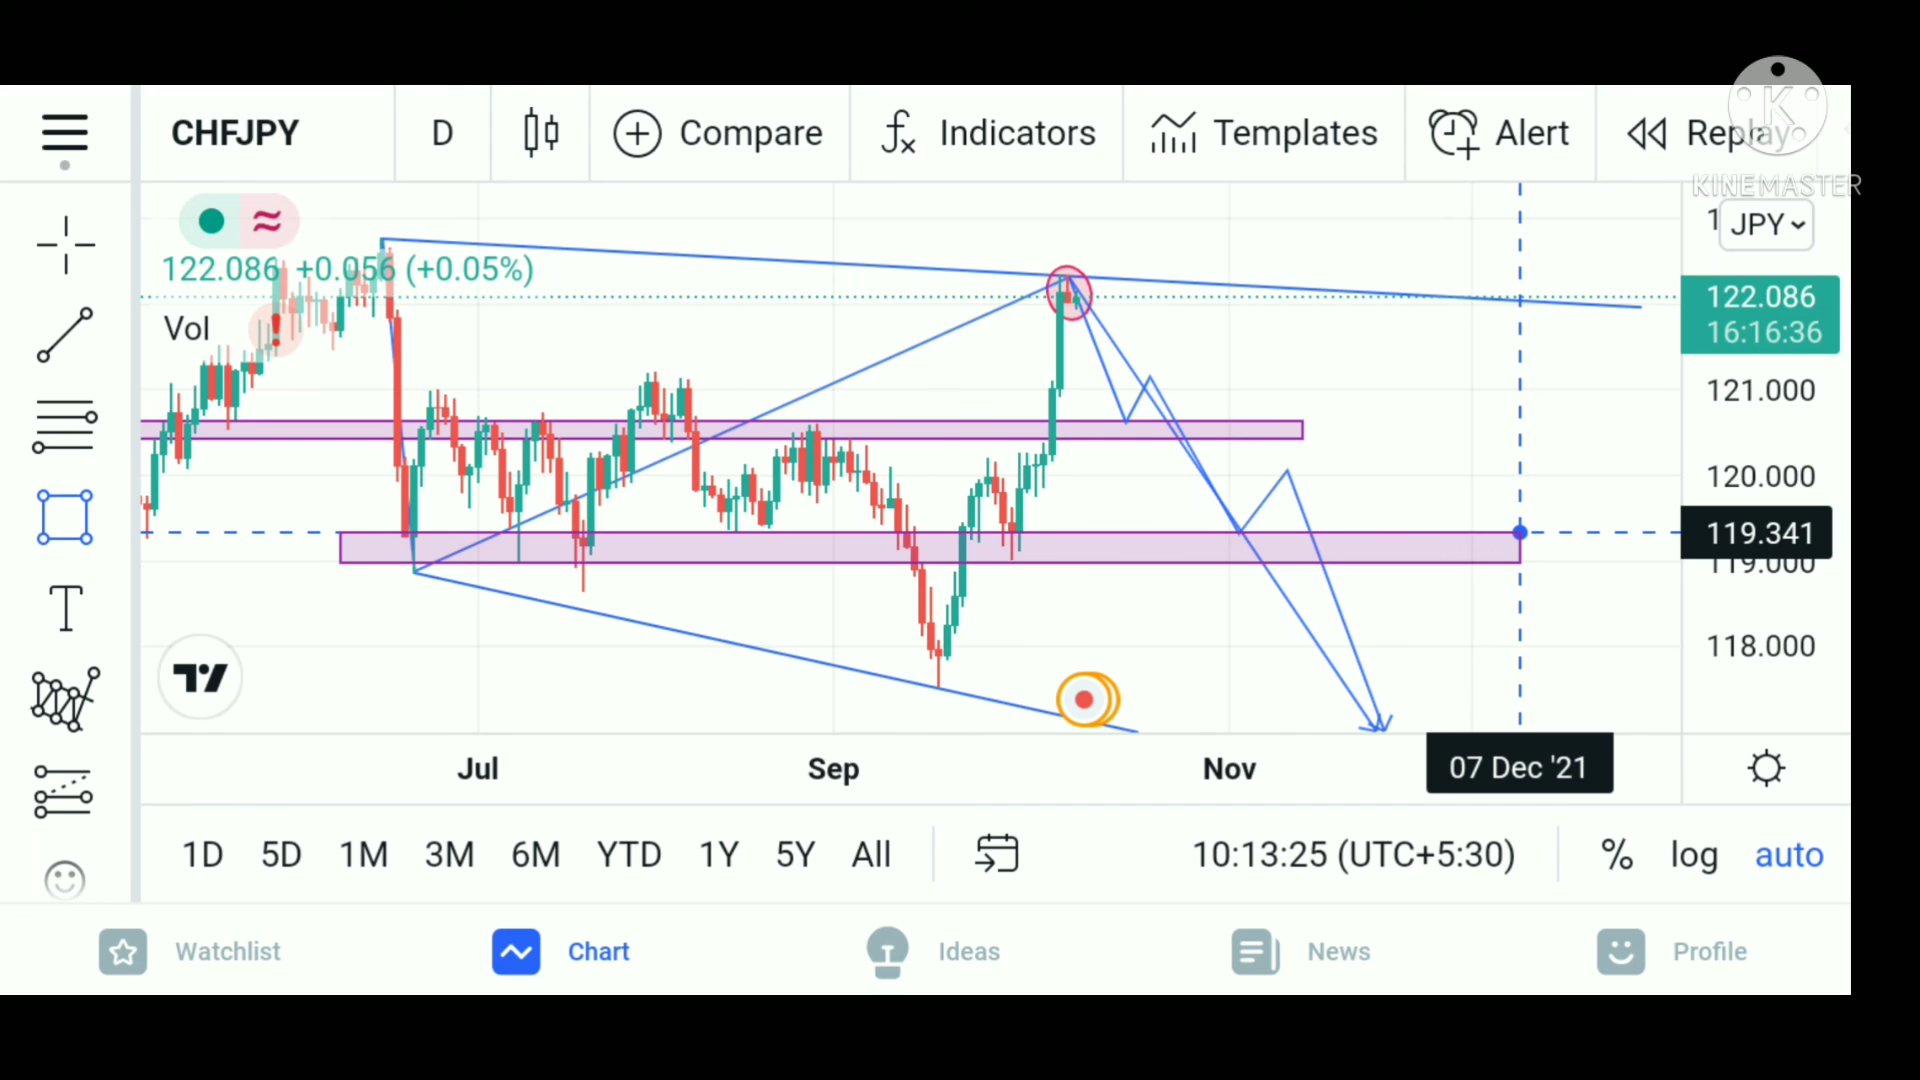 CHFJPY
D
Compare
Indicators
Templates
Alert
Replay
K
KINEMASTER
JPY
122.086 +0.056 (+0.05%)
Vol
122.086
16:16:36
121.000
120.000
119.341
119.000
118.000
Jul
Sep
Nov
07 Dec '21
1D 5D 1M 3M 6M YTD 1Y 5Y All
10:13:25 (UTC+5:30)
% log auto
Watchlist
Chart
Ideas
News
Profile